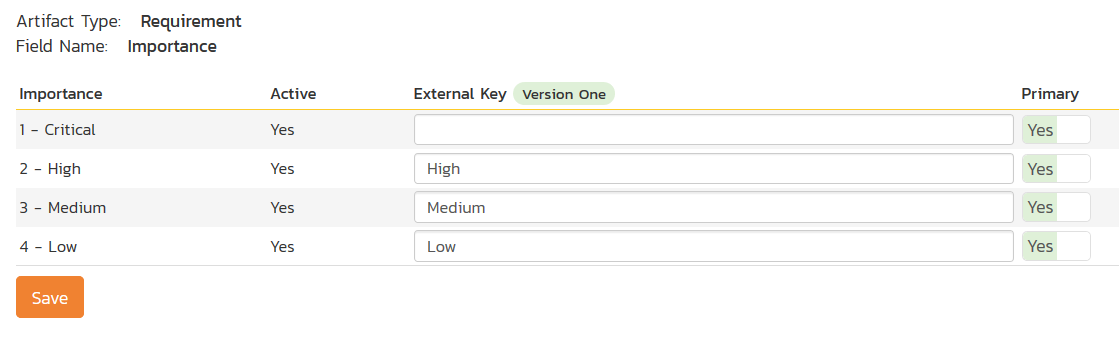 Artifact Type: Requirement
Field Name: Importance
Importance Active External Key Version One Primary
1 - Critical Yes Yes
2 - High Yes High Yes
3 - Medium Yes Medium Yes
4 - Low Yes Low Yes
Save